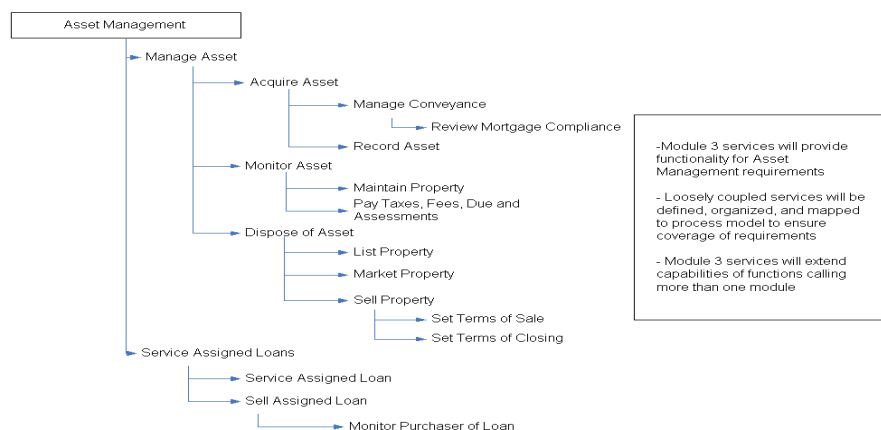 Asset Management
Manage Asset
Acquire Asset
Manage Conveyance
Review Mortgage Compliance
Record Asset
Monitor Asset
Maintain Property
Pay Taxes, Fees, Due and
Assessments
Dispose of Asset
List Property
Market Property
Sell Property
Set Terms of Sale
Set Terms of Closing
Service Assigned Loans
Service Assigned Loan
Sell Assigned Loan
Monitor Purchaser of Loan
-Module 3 services will provide
functionality for Asset
Management requirements
- Loosely coupled services will be
defined, organized, and mapped
to process model to ensure
coverage of requirements
- Module 3 services will extend
capabilities of functions calling
more than one module